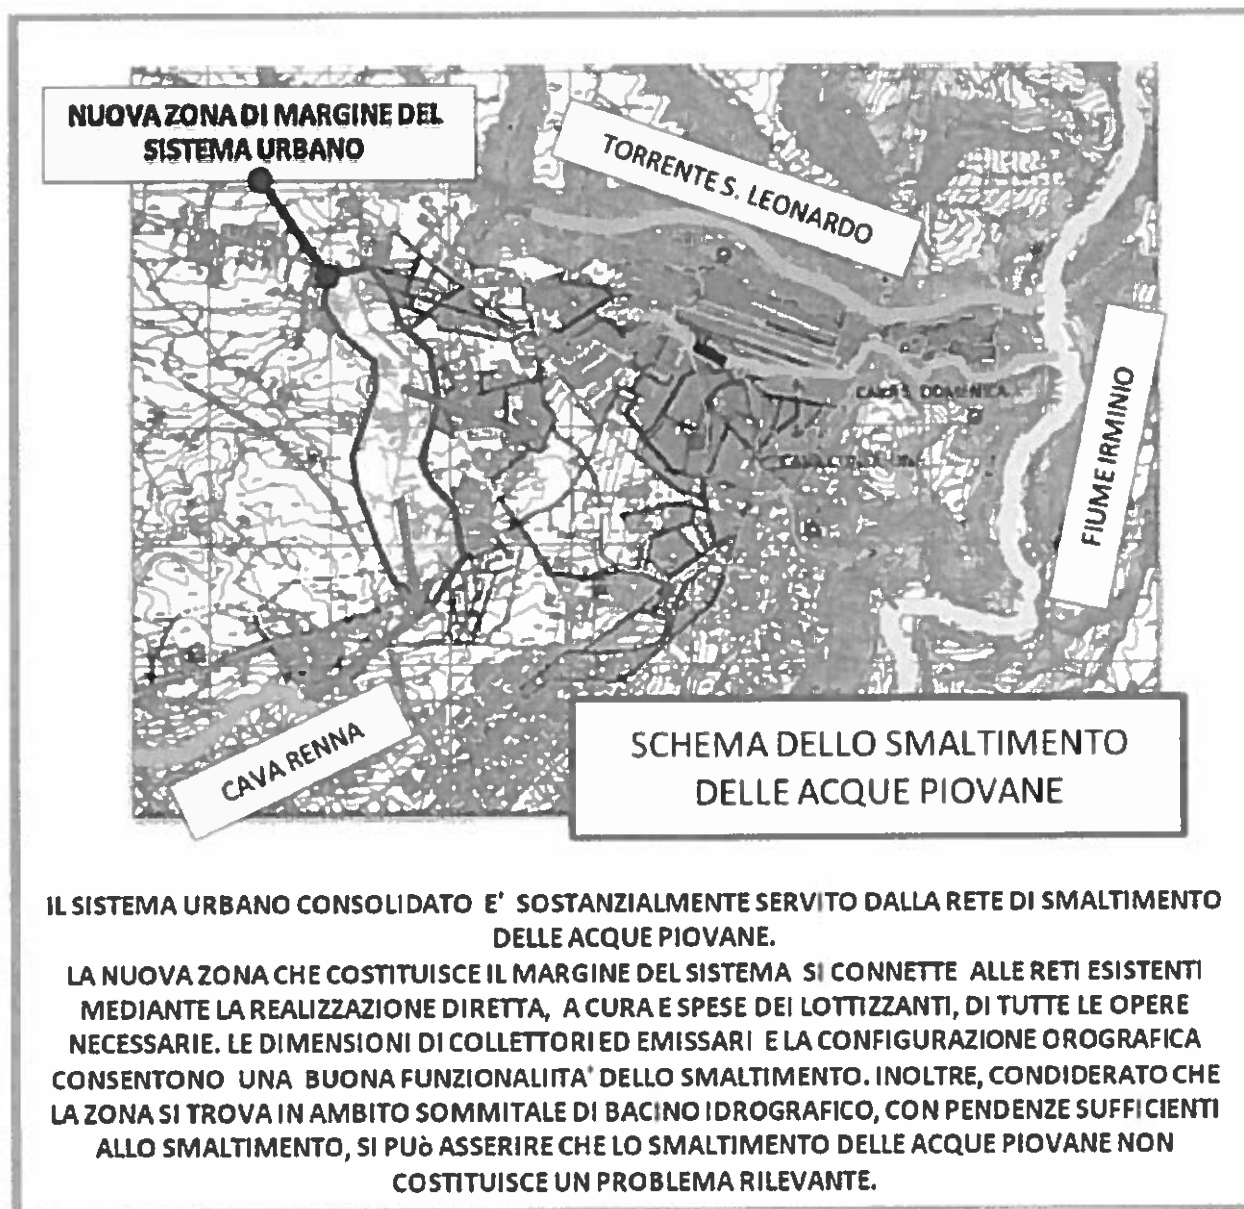 NUOVA ZONA DI MARGINE DEL
SISTEMA URBANO
TORRENTE S. LEONARDO
FIUME IRMINIO
CAVA RENNA
SCHEMA DELLO SMALTIMENTO
DELLE ACQUE PIOVANE
IL SISTEMA URBANO CONSOLIDATO E' SOSTANZIALMENTE SERVITO DALLA RETE DI SMALTIMENTO
DELLE ACQUE PIOVANE.
LA NUOVA ZONA CHE COSTITUISCE IL MARGINE DEL SISTEMA SI CONNETTE ALLE RETI ESISTENTI
MEDIANTE LA REALIZZAZIONE DIRETTA, A CURA E SPESE DEI LOTTIZZANTI, DI TUTTE LE OPERE
NECESSARIE. LE DIMENSIONI DI COLLETTORI ED EMISSARI E LA CONFIGURAZIONE OROGRAFICA
CONSENTONO UNA BUONA FUNZIONALIITA' DELLO SMALTIMENTO. INOLTRE, CONDIDERATO CHE
LA ZONA SI TROVA IN AMBITO SOMMITALE DI BACINO IDROGRAFICO, CON PENDENZE SUFFICIENTI
ALLO SMALTIMENTO, SI PUò ASSERIRE CHE LO SMALTIMENTO DELLE ACQUE PIOVANE NON
COSTITUISCE UN PROBLEMA RILEVANTE.